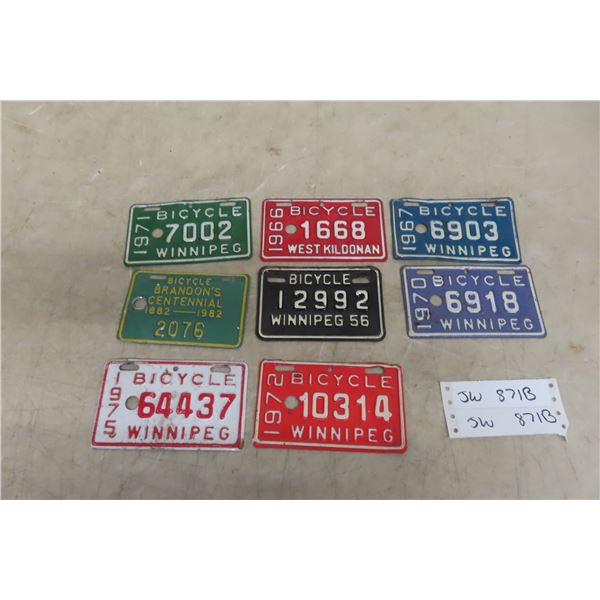 1971 BICYCLE
7002
WINNIPEG
1966 BICYCLE
1668
WEST KILDONAN
1967 BICYCLE
6903
WINNIPEG
BICYCLE
BRANDON'S
CENTENNIAL
1882 — 1982
2076
BICYCLE
12992
WINNIPEG 56
1970 BICYCLE
6918
WINNIPEG
1975 BICYCLE
64437
WINNIPEG
1972 BICYCLE
10314
WINNIPEG
JW 871B
JW 871B